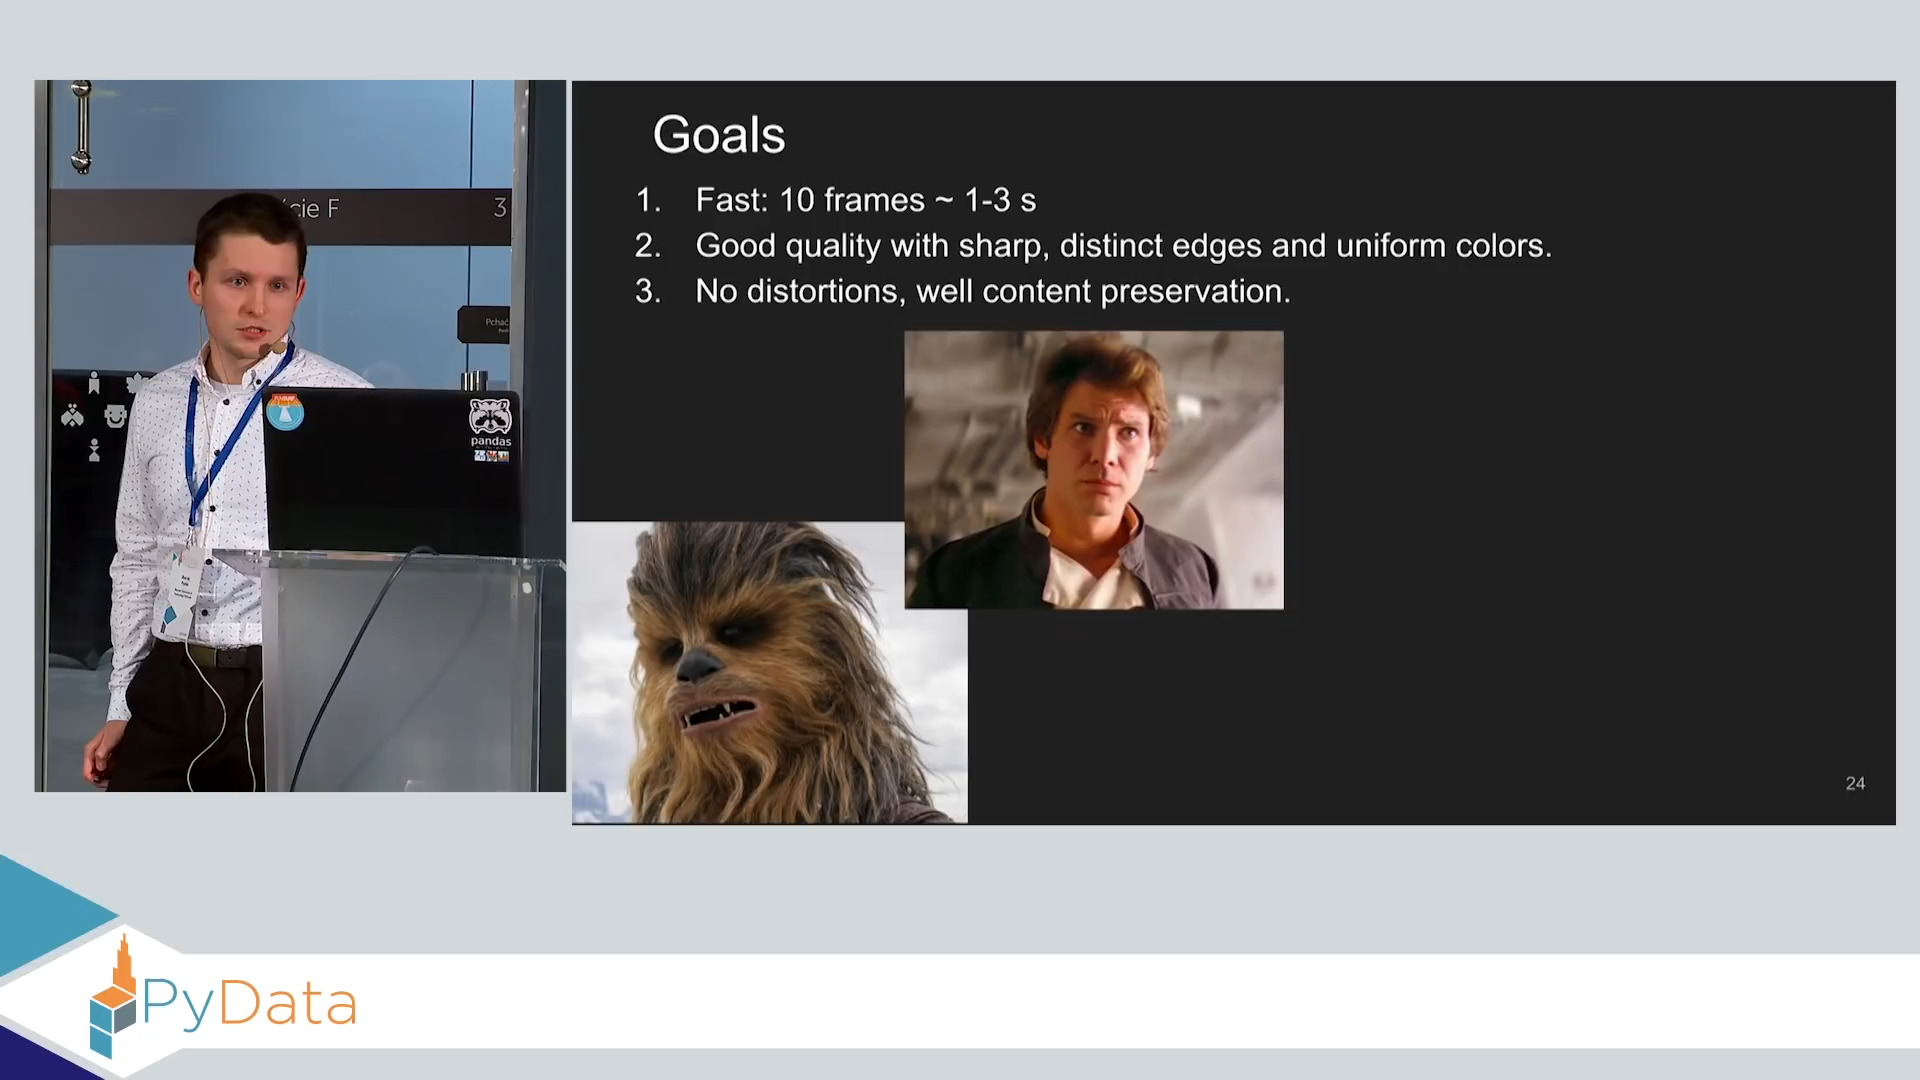 cie F
3
Pchać
pandas
Goals
1. Fast: 10 frames ~ 1-3 s
2. Good quality with sharp, distinct edges and uniform colors.
3. No distortions, well content preservation.
24
PyData